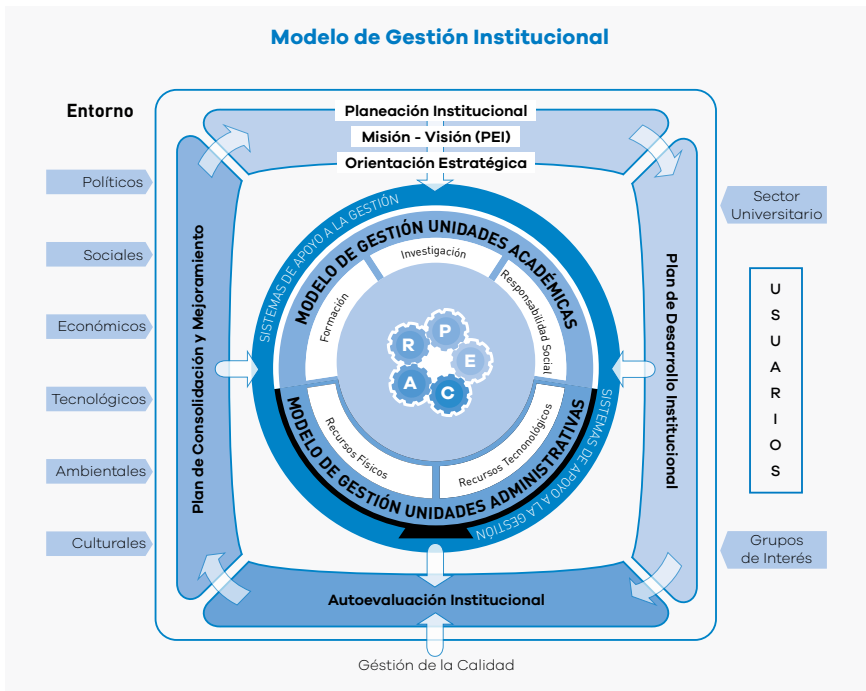 Modelo de Gestión Institucional
Entorno
Planeación Institucional
Misión - Visión (PEI)
Orientación Estratégica
Políticos
Sociales
Económicos
Tecnológicos
Ambientales
Culturales
Plan de Consolidación y Mejoramiento
SISTEMAS DE APOYO A LA GESTIÓN
MODELO DE GESTIÓN UNIDADES ACADÉMICAS
Formación
Investigación
Responsabilidad Social
R
P
E
A
C
Recursos Físicos
Recursos Tecnonológicos
MODELO DE GESTIÓN UNIDADES ADMINISTRATIVAS
SISTEMAS DE APOYO A LA GESTIÓN
Plan de Desarrollo Institucional
Sector
Universitario
U
S
U
A
R
I
O
S
Grupos
de Interés
Autoevaluación Institucional
Géstión de la Calidad